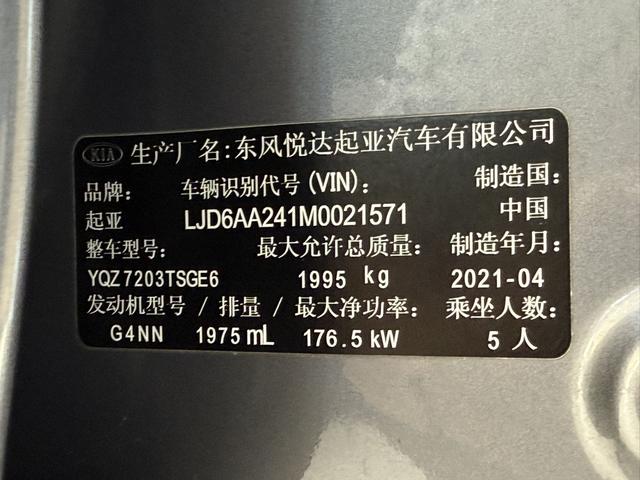 KIA 生产厂名:东风悦达起亚汽车有限公司
品牌: 车辆识别代号(VIN): 制造国:
起亚 LJD6AA241M0021571 中国
整车型号: 最大允许总质量: 制造年月:
YQZ7203TSGE6 1995 kg 2021-04
发动机型号 / 排量 / 最大净功率: 乘坐人数:
G4NN 1975 mL 176.5 kW 5 人